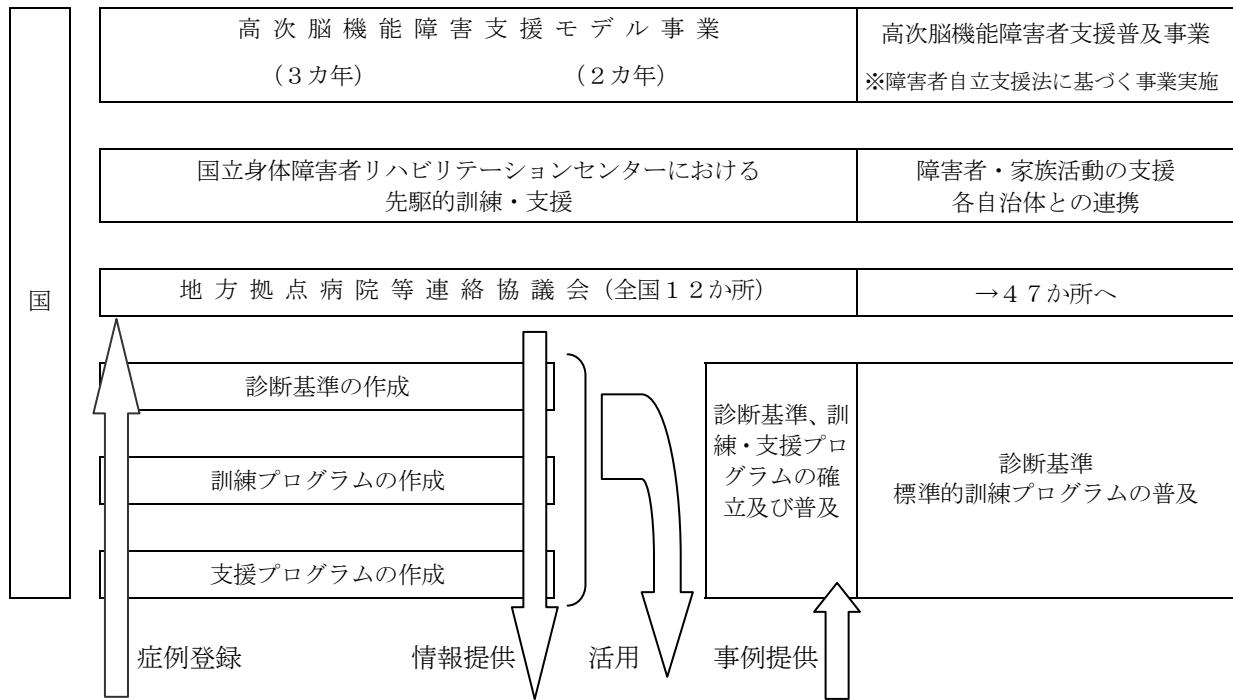 国
高次脳機能障害支援モデル事業
(3カ年) (2カ年)
高次脳機能障害者支援普及事業
※障害者自立支援法に基づく事業実施
国立身体障害者リハビリテーションセンターにおける
先駆的訓練・支援
障害者・家族活動の支援
各自治体との連携
地方拠点病院等連絡協議会(全国12か所)
→47か所へ
診断基準の作成
訓練プログラムの作成
支援プログラムの作成
診断基準、訓
練・支援プロ
グラムの確
立及び普及
診断基準
標準的訓練プログラムの普及
症例登録
情報提供
活用
事例提供